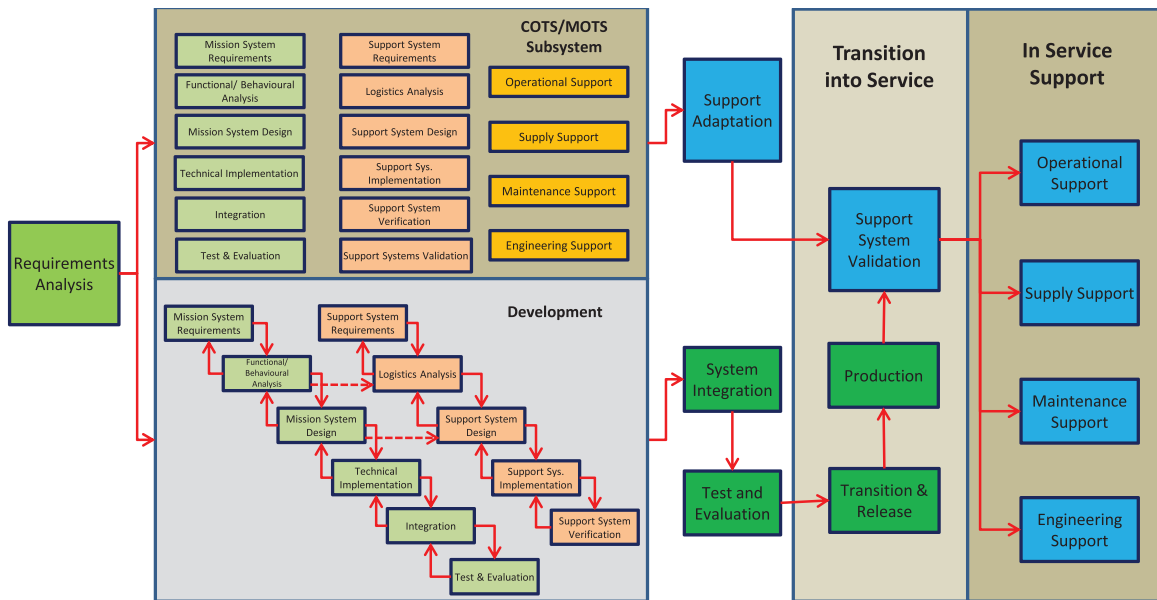 Requirements
Analysis
COTS/MOTS
Subsystem
Mission System
Requirements
Functional/ Behavioural
Analysis
Mission System Design
Technical Implementation
Integration
Test & Evaluation
Support System
Requirements
Logistics Analysis
Support System Design
Support Sys.
Implementation
Support System
Verification
Support Systems Validation
Operational Support
Supply Support
Maintenance Support
Engineering Support
Development
Mission System
Requirements
Functional/
Behavioural
Analysis
Mission System
Design
Technical
Implementation
Integration
Test & Evaluation
Support System
Requirements
Logistics Analysis
Support System
Design
Support Sys.
Implementation
Support System
Verification
Support
Adaptation
System
Integration
Test and
Evaluation
Transition
into Service
Support
System
Validation
Production
Transition &
Release
In Service
Support
Operational
Support
Supply Support
Maintenance
Support
Engineering
Support